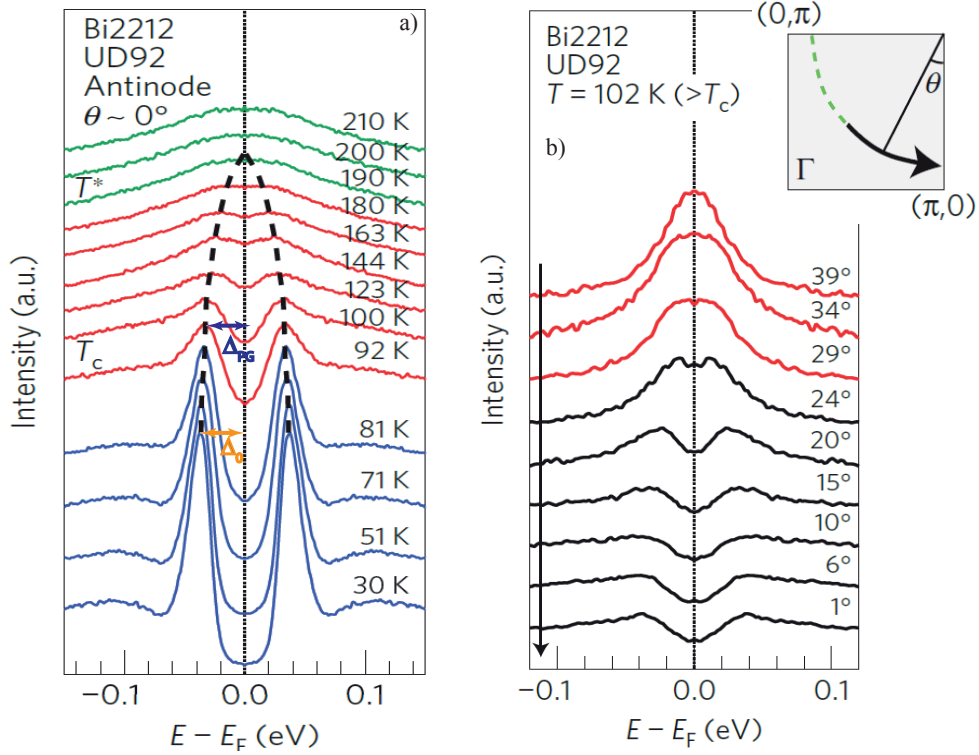 a)
Bi2212
UD92
Antinode
θ ~ 0°
210 K
200 K
190 K
T*
180 K
163 K
144 K
123 K
100 K
Δ_PG
T_c
92 K
81 K
Δ_0
71 K
51 K
30 K
Intensity (a.u.)
−0.1 0.0 0.1
E − E_F (eV)
Bi2212
UD92
T = 102 K (>T_c)
b)
(0,π)
θ
Γ
(π,0)
39°
34°
29°
24°
20°
15°
10°
6°
1°
Intensity (a.u.)
−0.1 0.0 0.1
E − E_F (eV)